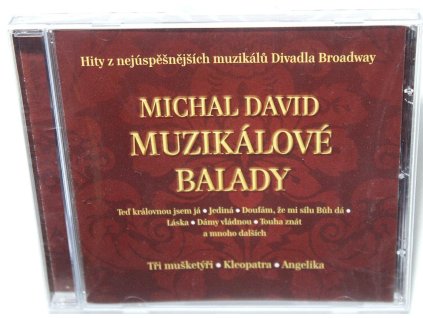 Hity z nejúspěšnějších muzikálů Divadla Broadway
MICHAL DAVID
MUZIKÁLOVÉ
BALADY
Teď královnou jsem já • Jediná • Doufám, že mi sílu Bůh dá •
Láska • Dámy vládnou • Touha znát
a mnoho dalších
Tři mušketýři • Kleopatra • Angelika